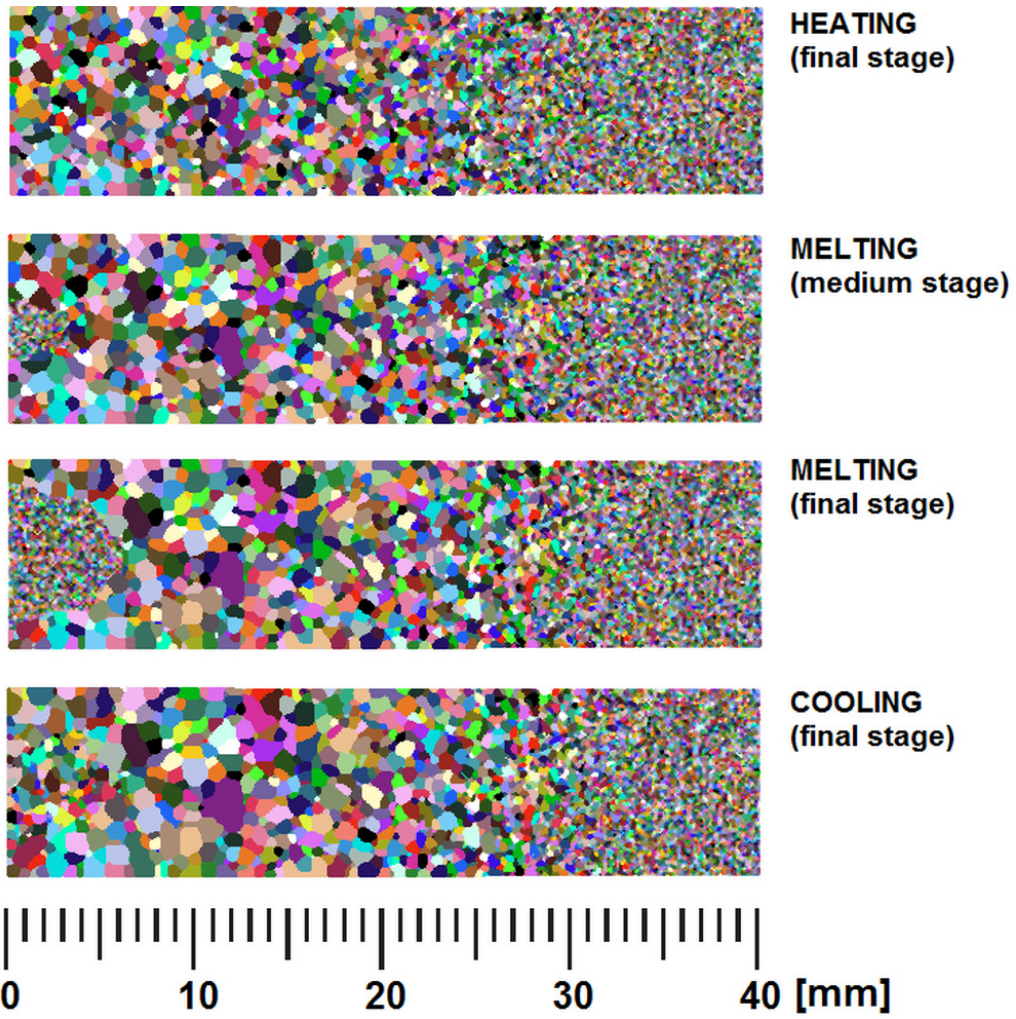 HEATING
(final stage)
MELTING
(medium stage)
MELTING
(final stage)
COOLING
(final stage)
0 10 20 30 40 [mm]